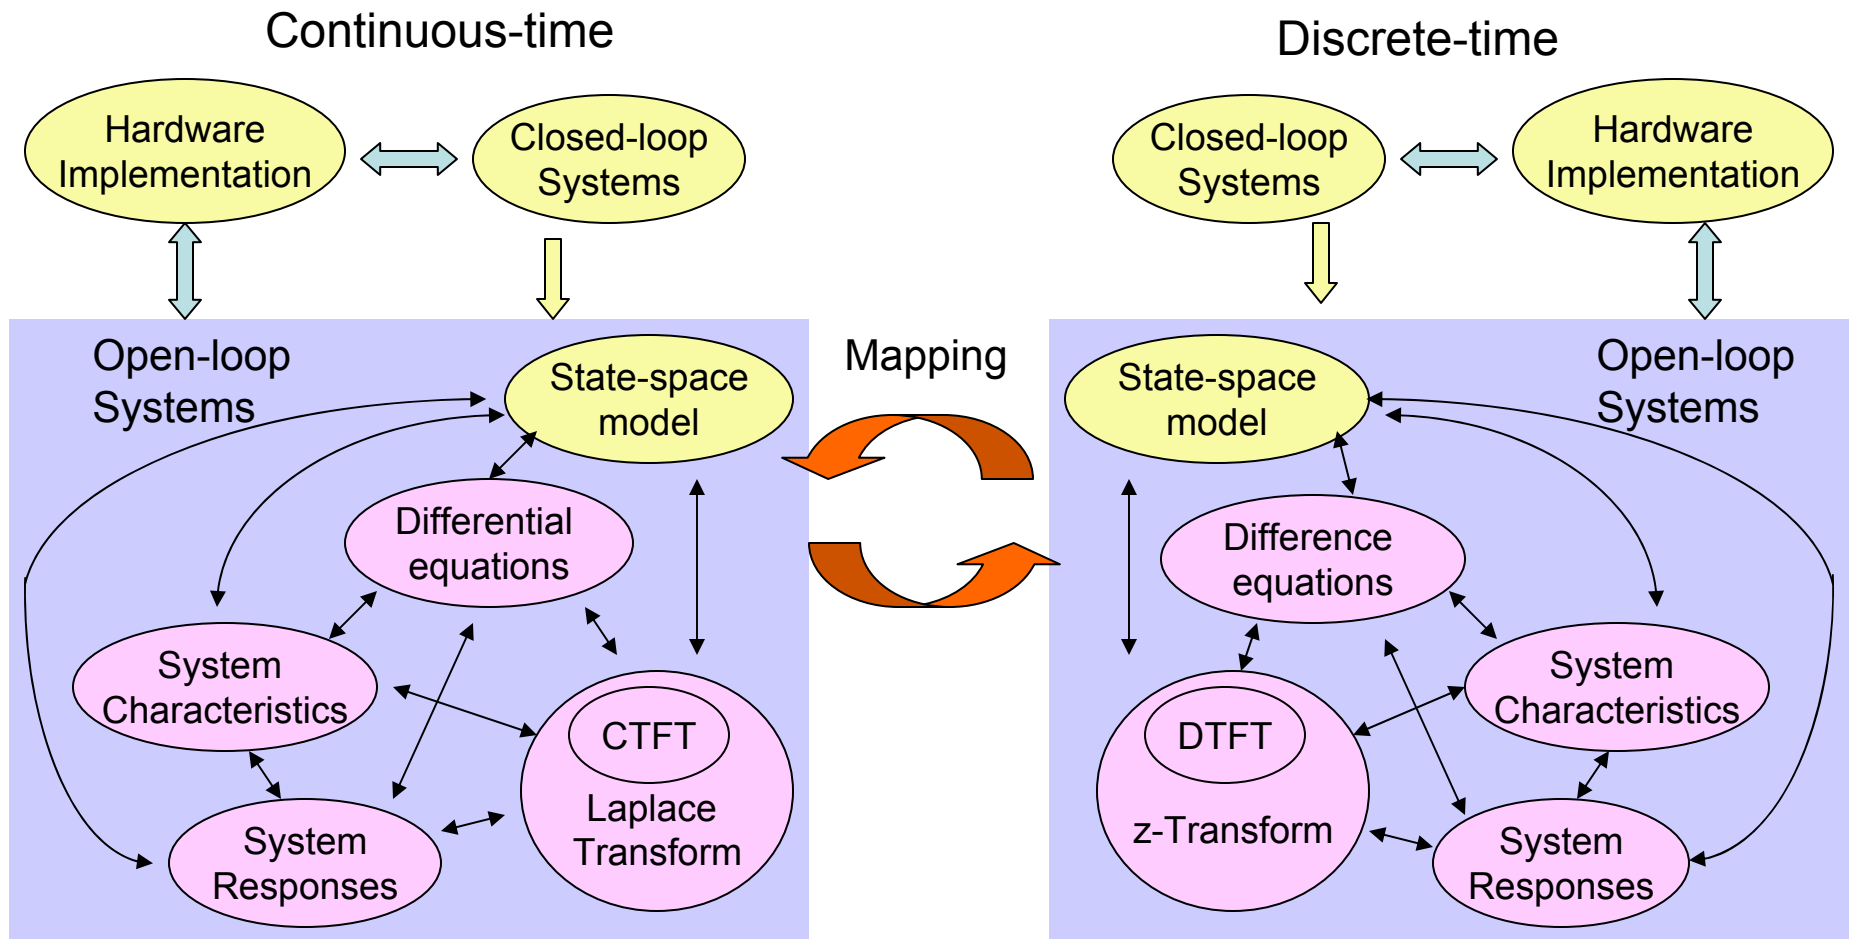 Continuous-time
Discrete-time
Hardware
Implementation
Closed-loop
Systems
Closed-loop
Systems
Hardware
Implementation
Open-loop
Systems
State-space
model
Mapping
State-space
model
Open-loop
Systems
Differential
equations
Difference
equations
System
Characteristics
System
Characteristics
CTFT
Laplace
Transform
DTFT
z-Transform
System
Responses
System
Responses